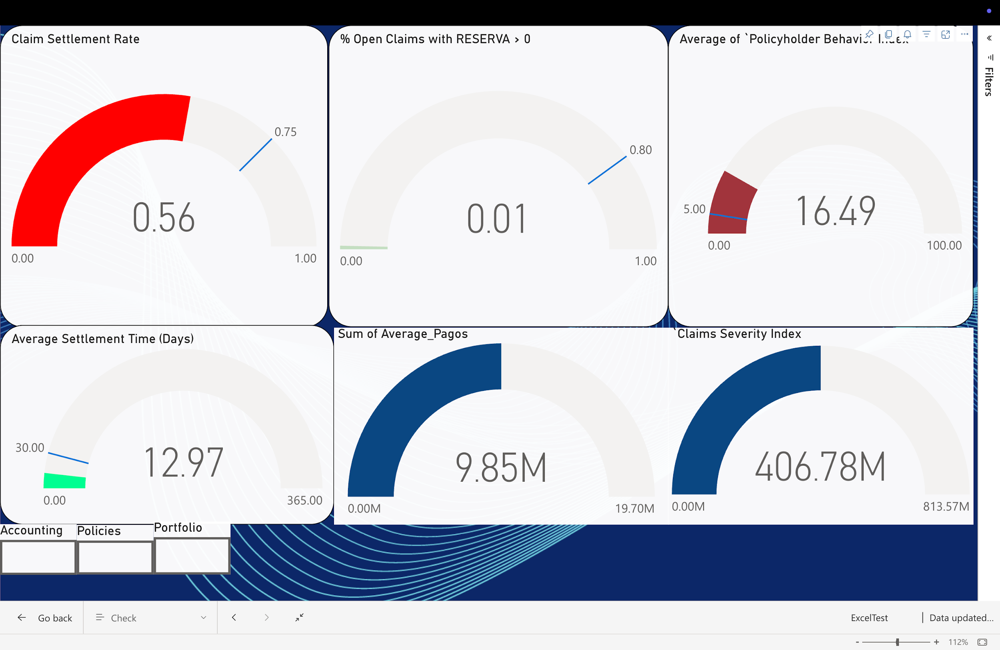 Claim Settlement Rate
0.75
0.56
0.00
1.00
% Open Claims with RESERVA > 0
0.80
0.01
0.00
1.00
Average of `Policyholder Behavior Index
5.00
16.49
0.00
100.00
Filters
Average Settlement Time (Days)
30.00
12.97
0.00
365.00
Sum of Average_Pagos
9.85M
0.00M
19.70M
`Claims Severity Index
406.78M
0.00M
813.57M
Accounting
Policies
Portfolio
Go back
Check
ExcelTest
| Data updated...
- + 112%